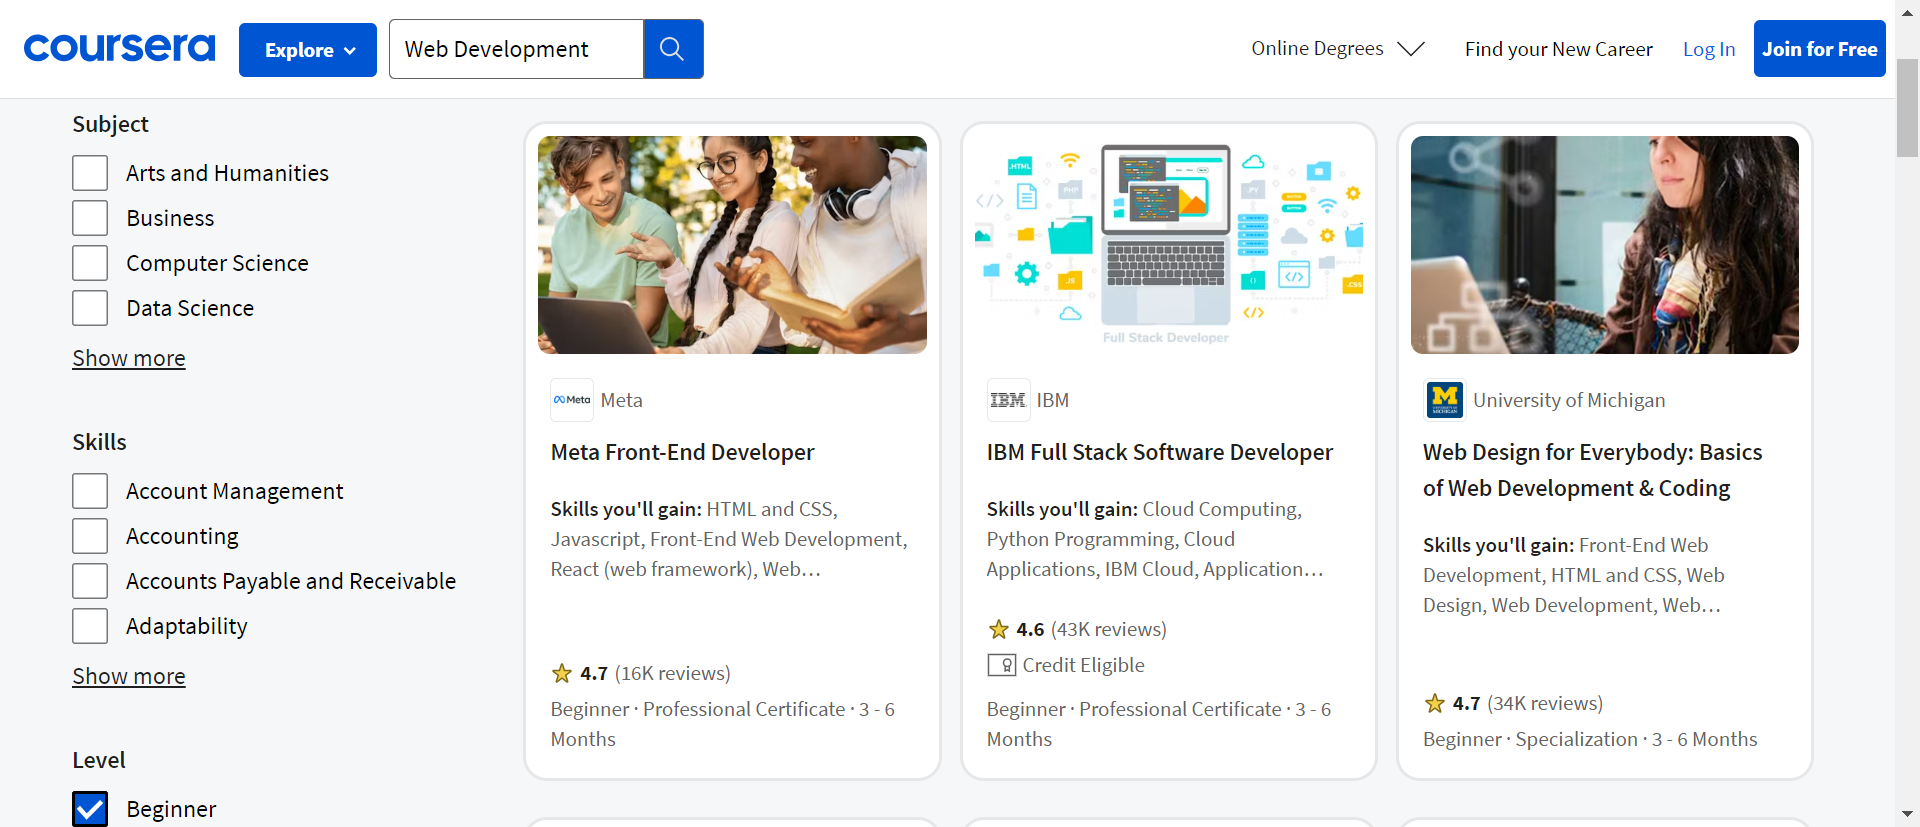 coursera
Explore
Web Development
Online Degrees
Find your New Career
Log In
Join for Free
Subject
Arts and Humanities
Business
Computer Science
Data Science
Show more
Skills
Account Management
Accounting
Accounts Payable and Receivable
Adaptability
Show more
Level
Beginner
Meta
Meta
Meta Front-End Developer
Skills you'll gain: HTML and CSS,
Javascript, Front-End Web Development,
React (web framework), Web...
4.7 (16K reviews)
Beginner · Professional Certificate · 3 - 6
Months
.HTML
PHP
.PY
.JS
.CSS
Full Stack Developer
IBM
IBM
IBM Full Stack Software Developer
Skills you'll gain: Cloud Computing,
Python Programming, Cloud
Applications, IBM Cloud, Application...
4.6 (43K reviews)
Credit Eligible
Beginner · Professional Certificate · 3 - 6
Months
M
University of Michigan
Web Design for Everybody: Basics
of Web Development & Coding
Skills you'll gain: Front-End Web
Development, HTML and CSS, Web
Design, Web Development, Web...
4.7 (34K reviews)
Beginner · Specialization · 3 - 6 Months